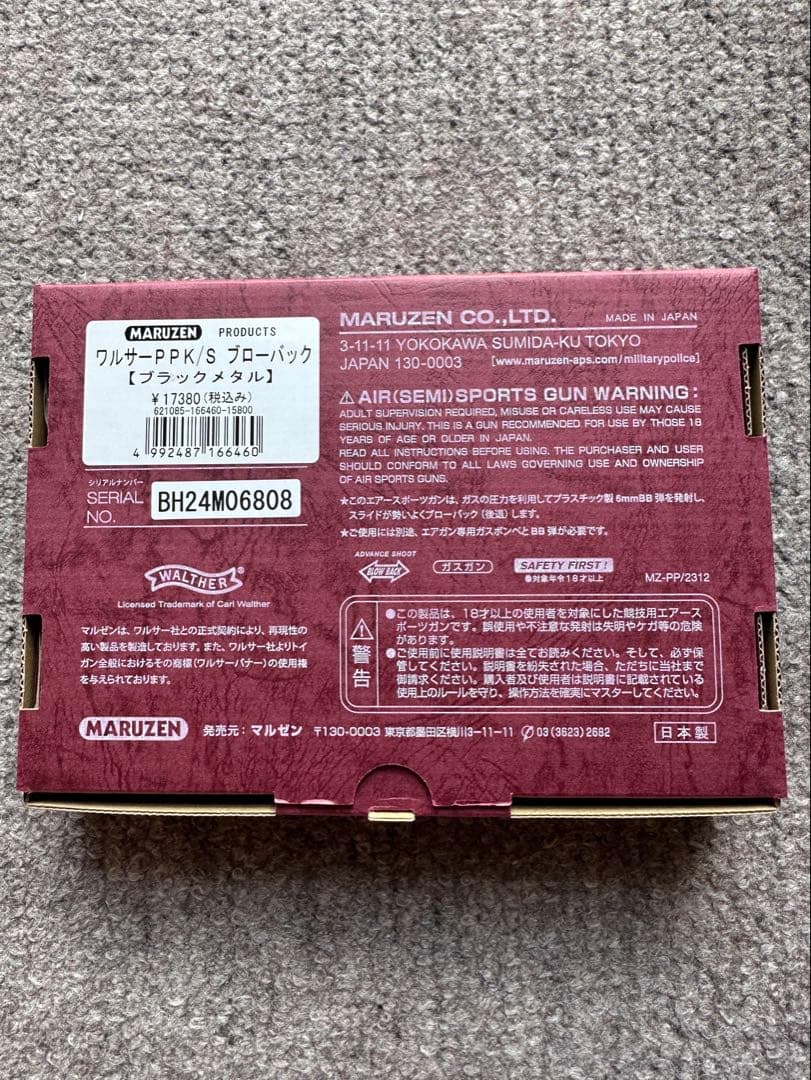 MARUZEN PRODUCTS
ワルサーPPK/S ブローバック
【ブラックメタル】
¥17380(税込み)
621085-166460-15800
4 992487 166460
シリアルナンバー
SERIAL NO.
BH24M06808
WALTHER®
Licensed Trademark of Carl Walther
マルゼンは、ワルサー社との正式契約により、再現性の
高い製品を製造しております。また、ワルサー社よりトイ
ガン全般におけるその商標(ワルサーバナー)の使用権
を与えられております。
MARUZEN CO.,LTD. MADE IN JAPAN
3-11-11 YOKOKAWA SUMIDA-KU TOKYO
JAPAN 130-0003 [www.maruzen-aps.com/militarypolice]
⚠AIR(SEMI)SPORTS GUN WARNING:
ADULT SUPERVISION REQUIRED, MISUSE OR CARELESS USE MAY CAUSE
SERIOUS INJURY. THIS IS A GUN RECOMMENDED FOR USE BY THOSE 18
YEARS OF AGE OR OLDER IN JAPAN.
READ ALL INSTRUCTIONS BEFORE USING. THE PURCHASER AND USER
SHOULD CONFORM TO ALL LAWS GOVERNING USE AND OWNERSHIP
OF AIR SPORTS GUNS.
★このエアースポーツガンは、ガスの圧力を利用してプラスチック製6mmBB弾を発射し、
スライドが勢いよくブローバック(後退)します。
★ご使用には別途、エアガン専用ガスボンベとBB弾が必要です。
ADVANCE SHOOT
BLOW BACK
ガスガン
SAFETY FIRST!
●対象年令18才以上
MZ-PP/2312
⚠警告
●この製品は、18才以上の使用者を対象にした競技用エアース
ポーツガンです。誤使用や不注意な発射は失明やケガ等の危険
があります。
●ご使用前に使用説明書は全てお読みください。そして、必ず保
管してください。説明書を紛失された場合、ただちに当社まで
御請求ください。購入者及び使用者は説明書に記載されている
使用上のルールを守り、操作方法を確実にマスターしてください。
MARUZEN 発売元:マルゼン 〒130-0003 東京都墨田区横川3-11-11 ✆03(3623)2682 日本製